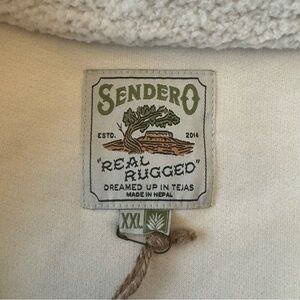 SENDERO
ESTD. 2014
"REAL
RUGGED"
DREAMED UP IN TEJAS
MADE IN NEPAL
XXL